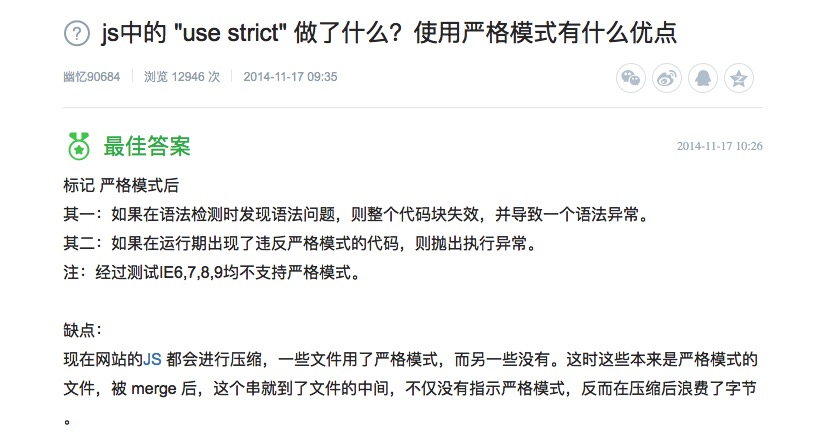 js中的 "use strict" 做了什么？使用严格模式有什么优点
幽忆90684 浏览 12946 次 2014-11-17 09:35
最佳答案 2014-11-17 10:26
标记 严格模式后
其一：如果在语法检测时发现语法问题，则整个代码块失效，并导致一个语法异常。
其二：如果在运行期出现了违反严格模式的代码，则抛出执行异常。
注：经过测试IE6,7,8,9均不支持严格模式。
缺点：
现在网站的JS 都会进行压缩，一些文件用了严格模式，而另一些没有。这时这些本来是严格模式的
文件，被 merge 后，这个串就到了文件的中间，不仅没有指示严格模式，反而在压缩后浪费了字节
。